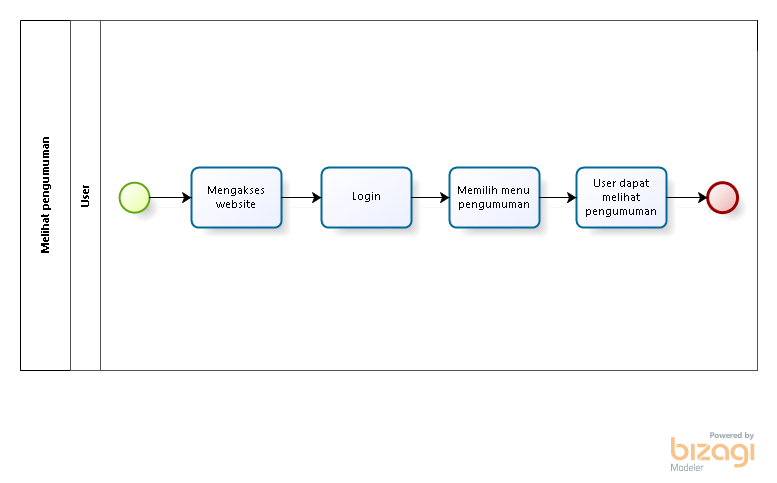 Melihat pengumuman
User
Mengakses
website
Login
Memilih menu
pengumuman
User dapat
melihat
pengumuman
Powered by
bizagi
Modeler